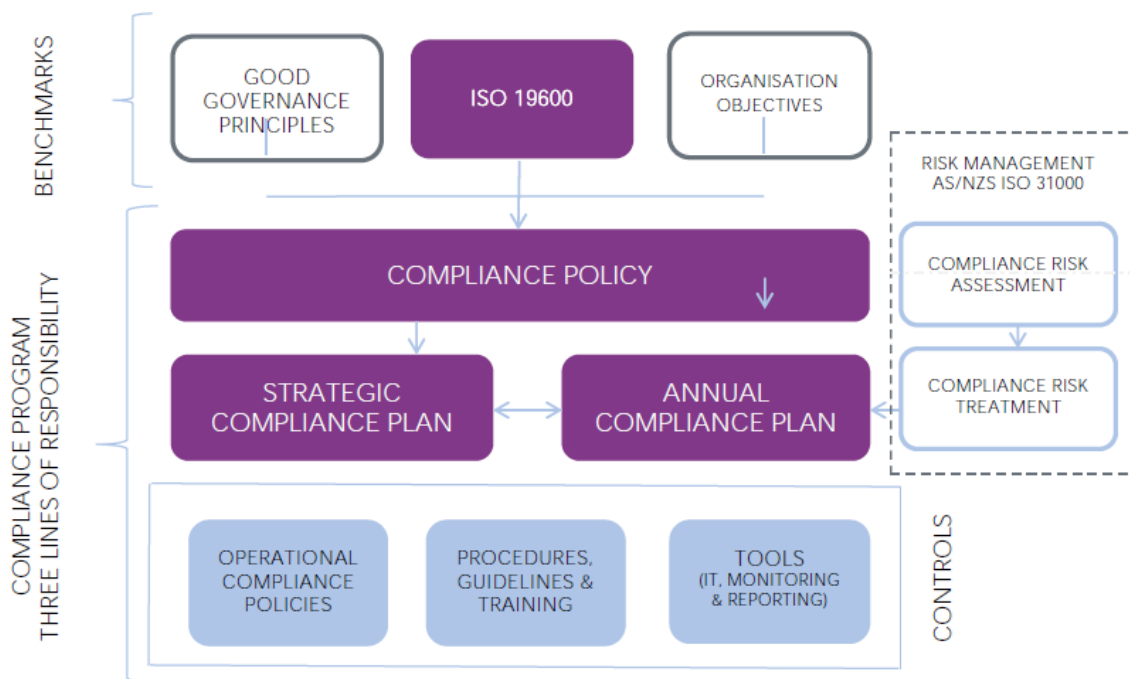 BENCHMARKS
GOOD
GOVERNANCE
PRINCIPLES
ISO 19600
ORGANISATION
OBJECTIVES
RISK MANAGEMENT
AS/NZS ISO 31000
COMPLIANCE PROGRAM
THREE LINES OF RESPONSIBILITY
COMPLIANCE POLICY
COMPLIANCE RISK
ASSESSMENT
STRATEGIC
COMPLIANCE PLAN
ANNUAL
COMPLIANCE PLAN
COMPLIANCE RISK
TREATMENT
OPERATIONAL
COMPLIANCE
POLICIES
PROCEDURES,
GUIDELINES &
TRAINING
TOOLS
(IT, MONITORING
& REPORTING)
CONTROLS